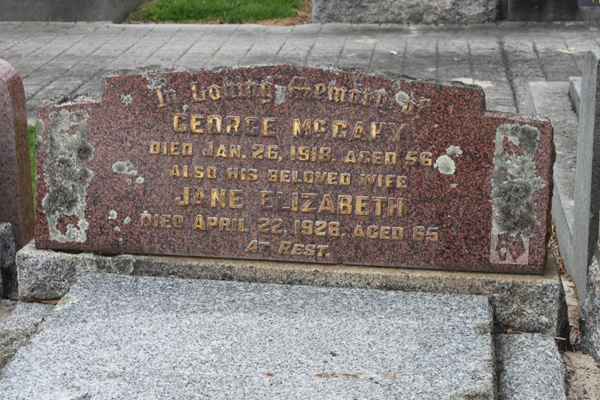 In Loving Memory of
GEORGE McGAHY
DIED JAN. 26, 1918. AGED 56.
ALSO HIS BELOVED WIFE
JANE ELIZABETH
DIED APRIL 22, 1926. AGED 65.
AT REST.